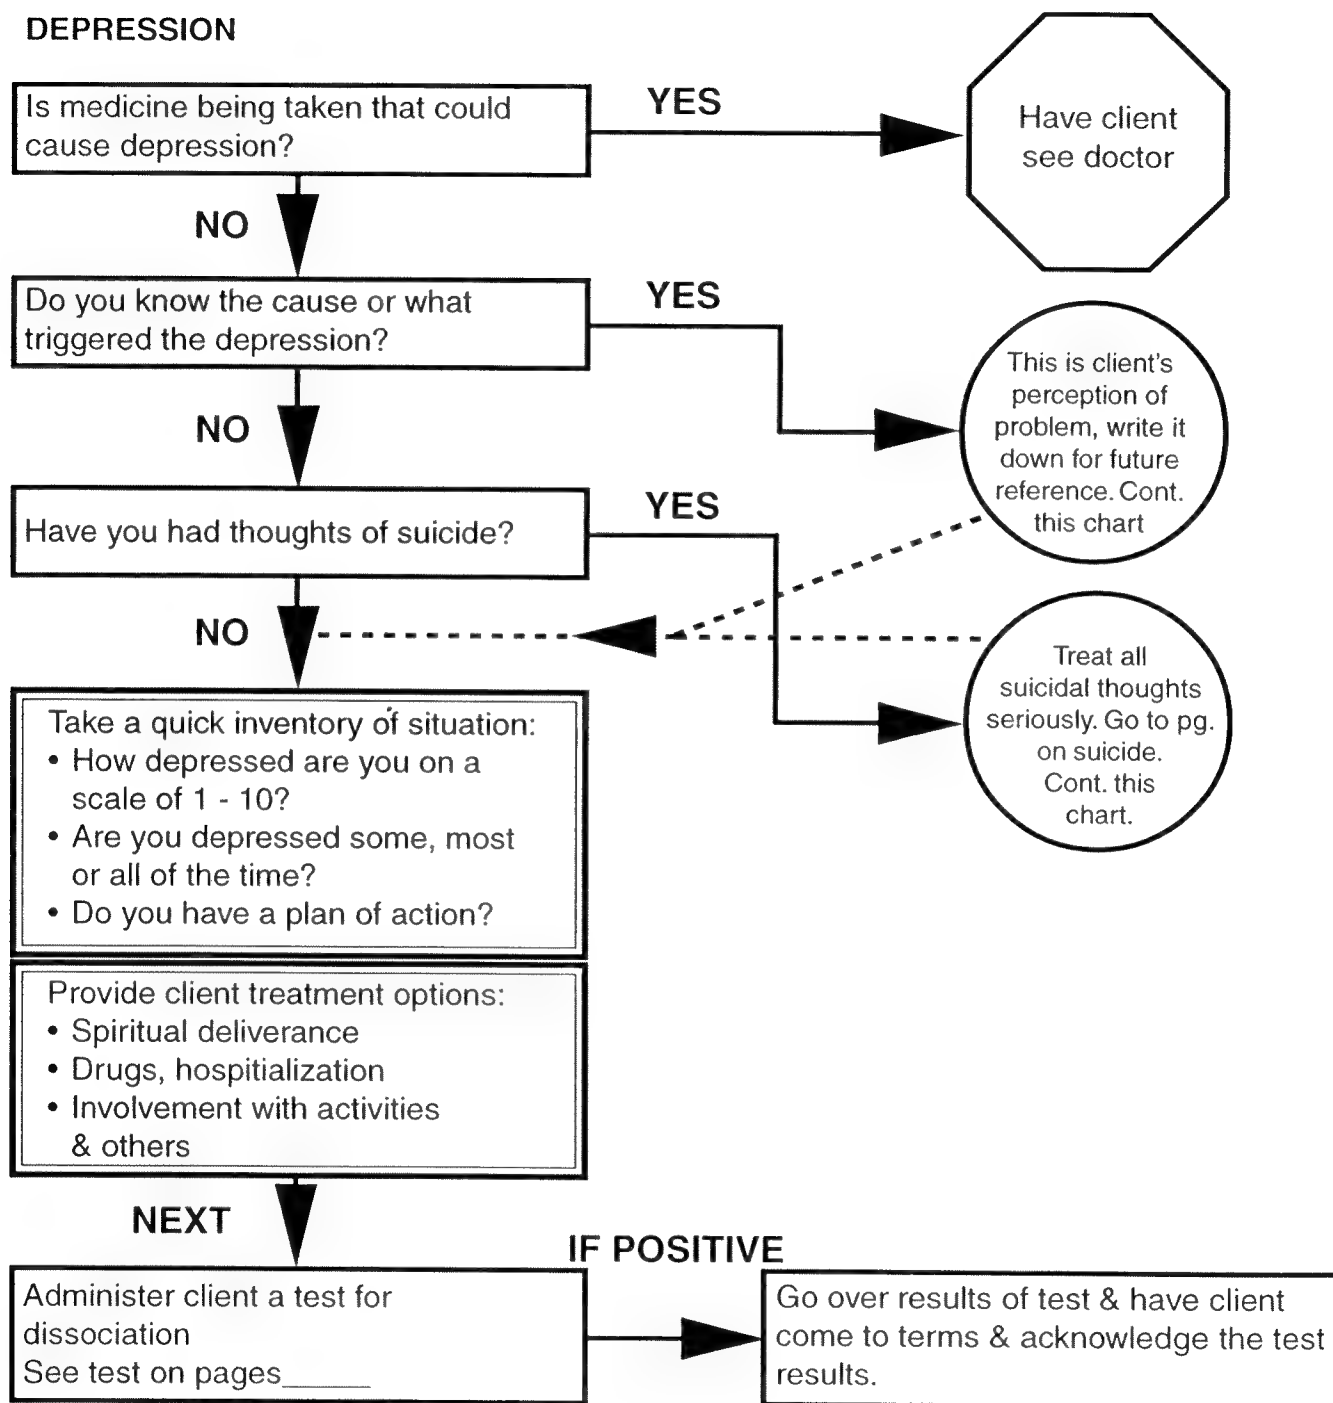 DEPRESSION
Is medicine being taken that could
cause depression?
YES
Have client
see doctor
NO
Do you know the cause or what
triggered the depression?
YES
This is client's
perception of
problem, write it
down for future
reference. Cont.
this chart
NO
Have you had thoughts of suicide?
YES
NO
Treat all
suicidal thoughts
seriously. Go to pg.
on suicide.
Cont. this
chart.
Take a quick inventory of situation:
• How depressed are you on a
scale of 1 - 10?
• Are you depressed some, most
or all of the time?
• Do you have a plan of action?
Provide client treatment options:
• Spiritual deliverance
• Drugs, hospitialization
• Involvement with activities
& others
NEXT
IF POSITIVE
Administer client a test for
dissociation
See test on pages______
Go over results of test & have client
come to terms & acknowledge the test
results.